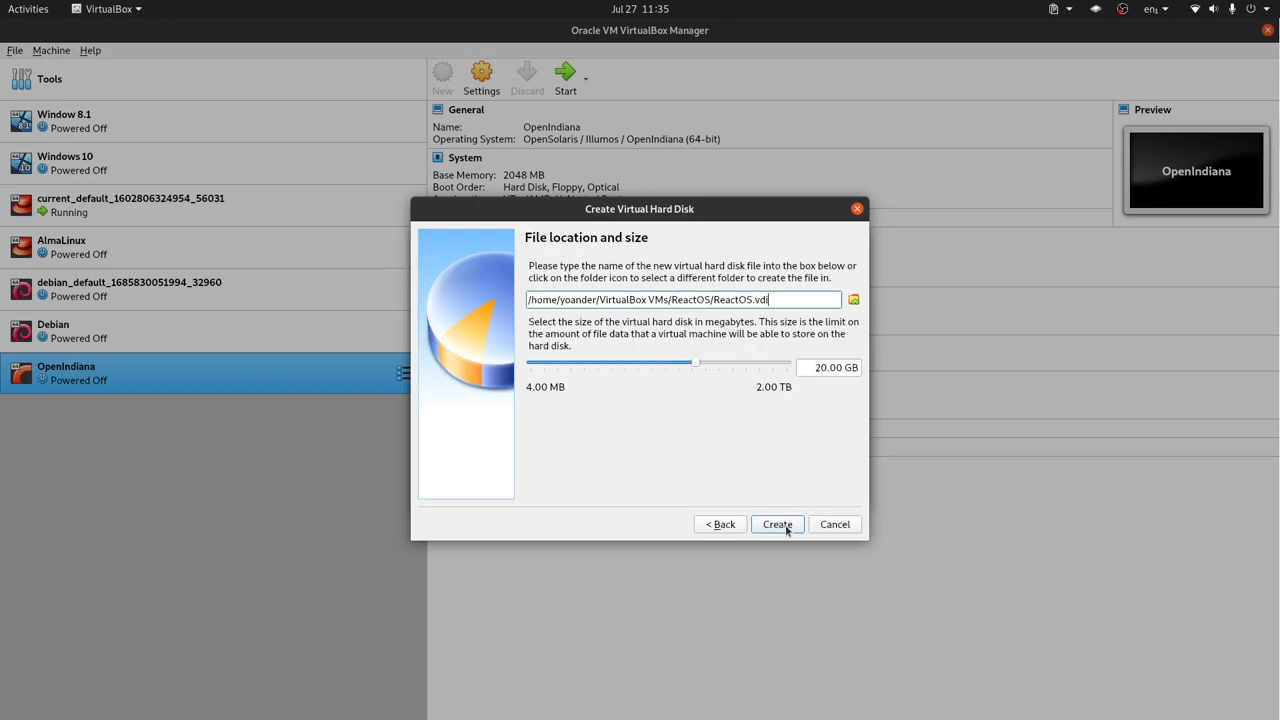 Activities
VirtualBox
Jul 27 11:35
en₁
Oracle VM VirtualBox Manager
File
Machine
Help
Tools
New
Settings
Discard
Start
Window 8.1
Powered Off
Windows 10
Powered Off
current_default_1602806324954_56031
Running
AlmaLinux
Powered Off
debian_default_1685830051994_32960
Powered Off
Debian
Powered Off
OpenIndiana
Powered Off
General
Name: OpenIndiana
Operating System: OpenSolaris / Illumos / OpenIndiana (64-bit)
System
Base Memory: 2048 MB
Boot Order: Hard Disk, Floppy, Optical
Preview
OpenIndiana
Create Virtual Hard Disk
File location and size
Please type the name of the new virtual hard disk file into the box below or
click on the folder icon to select a different folder to create the file in.
/home/yoander/VirtualBox VMs/ReactOS/ReactOS.vdi
Select the size of the virtual hard disk in megabytes. This size is the limit on
the amount of file data that a virtual machine will be able to store on the
hard disk.
20.00 GB
4.00 MB
2.00 TB
< Back
Create
Cancel